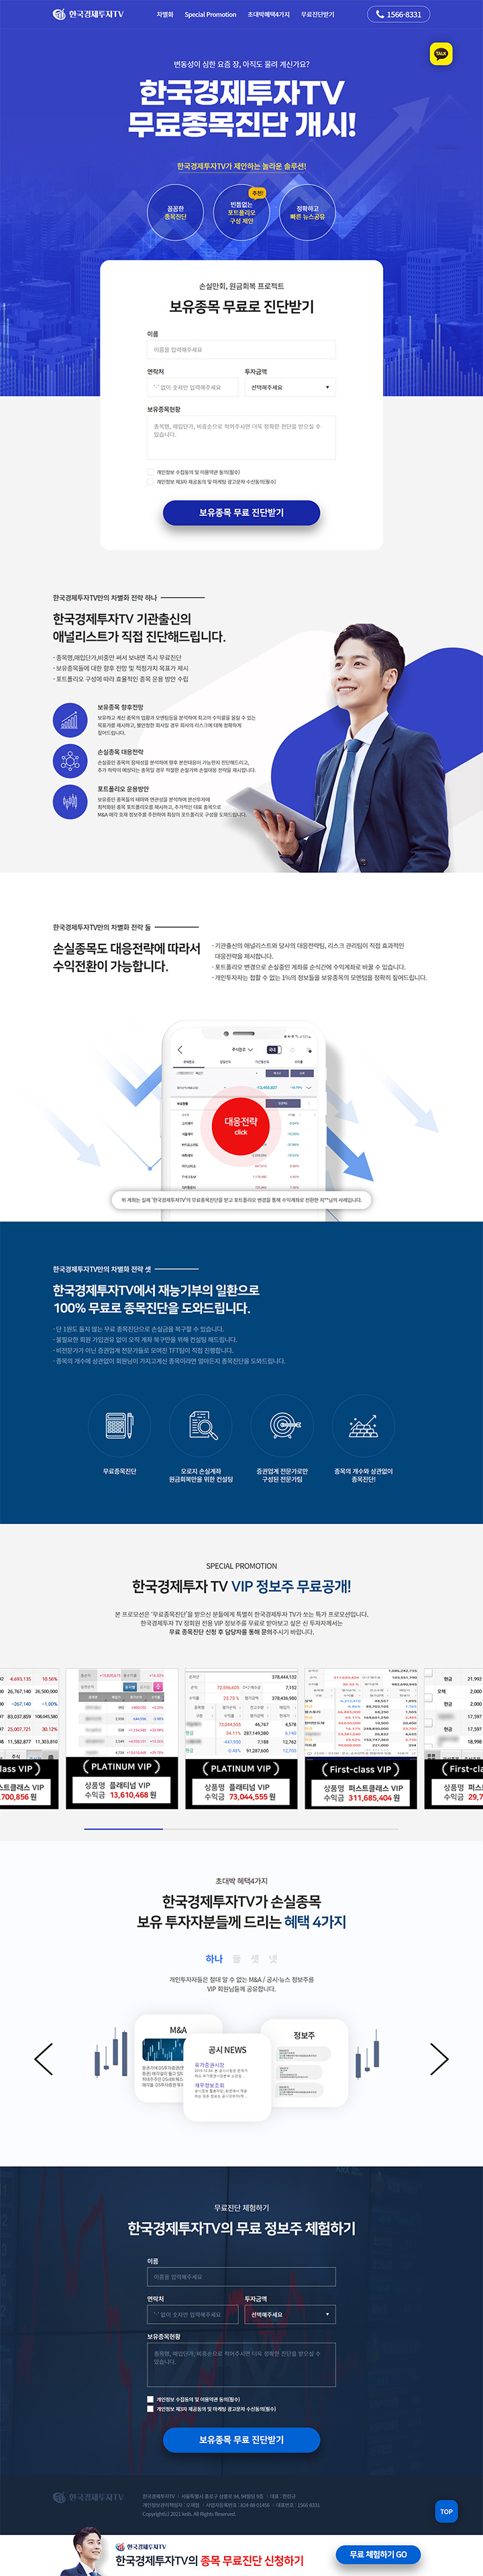 한국경제투자TV
차별화 Special Promotion 초대박혜택4가지 무료진단받기
1566-8331
TALK
변동성이 심한 요즘 장, 아직도 물려 계신가요?
한국경제투자TV
무료종목진단 개시!
한국경제투자TV가 제안하는 놀라운 솔루션!
꼼꼼한
종목진단
추천!
빈틈없는
포트폴리오
구성 제안
정확하고
빠른 뉴스공유
손실만회, 원금회복 프로젝트
보유종목 무료로 진단받기
이름
이름을 입력해주세요
연락처 투자금액
'-' 없이 숫자만 입력해주세요 선택해주세요
보유종목현황
종목명, 매입단가, 비중순으로 적어주시면 더욱 정확한 진단을 받으실 수
있습니다.
개인정보 수집동의 및 이용약관 동의(필수)
개인정보 제3자 제공동의 및 마케팅 광고문자 수신동의(필수)
보유종목 무료 진단받기
한국경제투자TV만의 차별화 전략 하나
한국경제투자TV 기관출신의
애널리스트가 직접 진단해드립니다.
- 종목명,매입단가,비중만 써서 보내면 즉시 무료진단
- 보유종목들에 대한 향후 전망 및 적정가치 목표가 제시
- 포트폴리오 구성에 따라 효율적인 종목 운용 방안 수립
보유종목 향후전망
보유하고 계신 종목의 업황과 모멘텀들을 분석하여 최고의 수익률을 올릴 수 있는
목표가를 제시하고, 불안정한 회사일 경우 회사의 리스크에 대해 정확하게
짚어드립니다.
손실종목 대응전략
손실중인 종목의 잠재성을 분석하여 향후 본전대응이 가능한지 진단해드리고,
추가 하락이 예상되는 종목일 경우 적절한 손절가와 손절대응 전략을 제시합니다.
포트폴리오 운용방안
보유중인 종목들의 테마와 연관성을 분석하여 분산투자에
최적화된 종목 포트폴리오를 제시하고, 추가적인 대표 종목으로
M&A 매각 호재 정보주를 추천하여 최상의 포트폴리오 구성을 도와드립니다.
한국경제투자TV만의 차별화 전략 둘
손실종목도 대응전략에 따라서
수익전환이 가능합니다.
- 기관출신의 애널리스트와 당사의 대응전략팀, 리스크 관리팀이 직접 효과적인
대응전략을 제시합니다.
- 포트폴리오 변경으로 손실중인 계좌를 순식간에 수익계좌로 바꿀 수 있습니다.
- 개인투자자는 접할 수 없는 1%의 정보들을 보유종목의 모멘텀을 정확히 짚어드립니다.
주식잔고
대응전략
click
위 계좌는 실제 '한국경제투자TV'의 무료종목진단을 받고 포트폴리오 변경을 통해 수익계좌로 전환한 지**님의 사례입니다.
한국경제투자TV만의 차별화 전략 셋
한국경제투자TV에서 재능기부의 일환으로
100% 무료로 종목진단을 도와드립니다.
- 단 1원도 들지 않는 무료 종목진단으로 손실금을 복구할 수 있습니다.
- 불필요한 회원 가입권유 없이 오직 계좌 복구만을 위해 컨설팅 해드립니다.
- 비전문가가 아닌 증권업계 전문가들로 모여진 TFT팀이 직접 진행합니다.
- 종목의 개수에 상관없이 회원님이 가지고계신 종목이라면 얼마든지 종목진단을 도와드립니다.
무료종목진단
오로지 손실계좌
원금회복만을 위한 컨설팅
증권업계 전문가로만
구성된 전문가팀
종목의 개수와 상관없이
종목진단!
SPECIAL PROMOTION
한국경제투자 TV VIP 정보주 무료공개!
본 프로모션은 '무료종목진단'을 받으신 분들에게 특별히 한국경제투자 TV가 쏘는 특가 프로모션입니다.
한국경제투자 TV 정회원 전용 VIP 정보주를 무료로 받아보고 싶은 신 투자자께서는
무료 종목진단 신청 후 담당자를 통해 문의주시기 바랍니다.
lass VIP
스트클래스 VIP
700,856 원
PLATINUM VIP
상품명 플래티넘 VIP
수익금 13,610,468 원
PLATINUM VIP
상품명 플래티넘 VIP
수익금 73,044,555 원
First-class VIP
상품명 퍼스트클래스 VIP
수익금 311,685,404 원
First-cl
상품명 퍼스트
수익금 29,7
초대박 혜택4가지
한국경제투자TV가 손실종목
보유 투자자분들께 드리는 혜택 4가지
하나 둘 셋 넷
개인투자자들은 절대 알 수 없는 M&A / 공시·뉴스 정보주를
VIP 회원님들께 공유합니다.
M&A
공시 NEWS
유가증권시장
재무정보조회
정보주
무료진단 체험하기
한국경제투자TV의 무료 정보주 체험하기
이름
이름을 입력해주세요
연락처 투자금액
'-' 없이 숫자만 입력해주세요 선택해주세요
보유종목현황
종목명, 매입단가, 비중순으로 적어주시면 더욱 정확한 진단을 받으실 수
있습니다.
개인정보 수집동의 및 이용약관 동의(필수)
개인정보 제3자 제공동의 및 마케팅 광고문자 수신동의(필수)
보유종목 무료 진단받기
한국경제투자TV
Copyright(c) 2021 kedb. All Rights Reserved.
TOP
한국경제투자TV
한국경제투자TV의 종목 무료진단 신청하기
무료 체험하기 GO